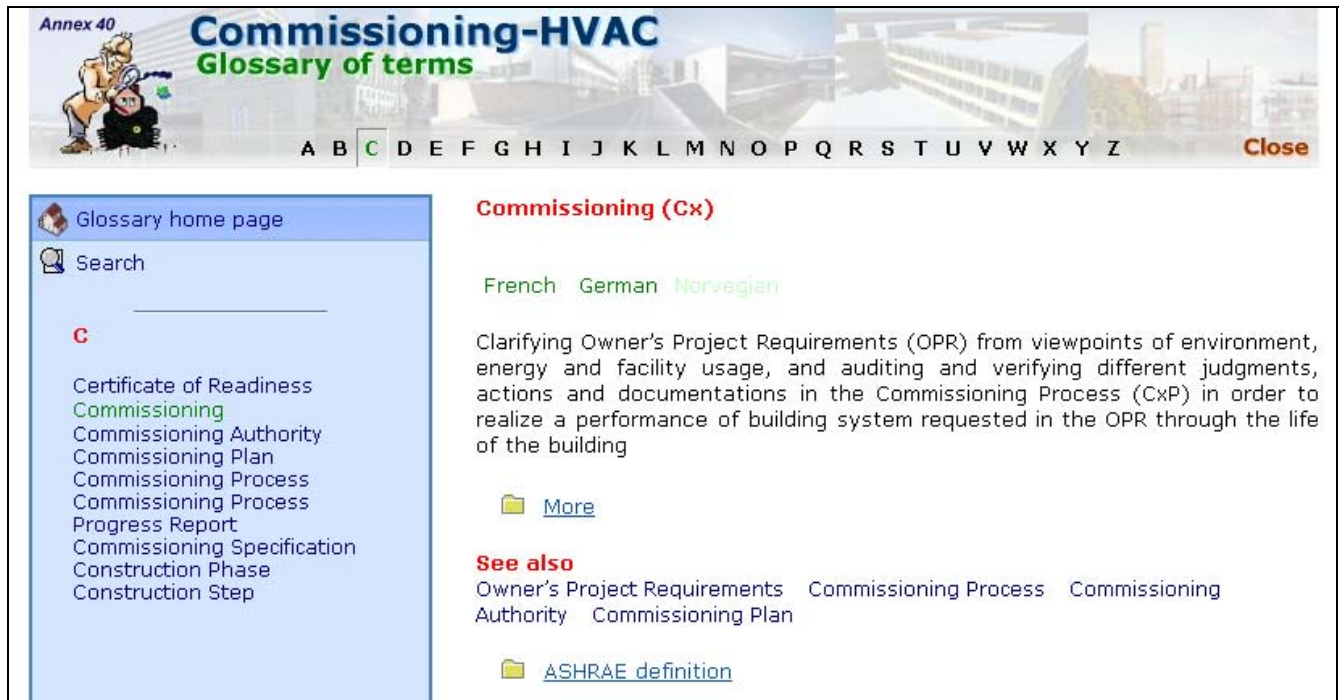 Annex 40
Commissioning-HVAC
Glossary of terms
A B C D E F G H I J K L M N O P Q R S T U V W X Y Z
Close
Glossary home page
Search
C
Certificate of Readiness
Commissioning
Commissioning Authority
Commissioning Plan
Commissioning Process
Commissioning Process
Progress Report
Commissioning Specification
Construction Phase
Construction Step
Commissioning (Cx)
French German Norvegian
Clarifying Owner's Project Requirements (OPR) from viewpoints of environment,
energy and facility usage, and auditing and verifying different judgments,
actions and documentations in the Commissioning Process (CxP) in order to
realize a performance of building system requested in the OPR through the life
of the building
More
See also
Owner's Project Requirements Commissioning Process Commissioning
Authority Commissioning Plan
ASHRAE definition